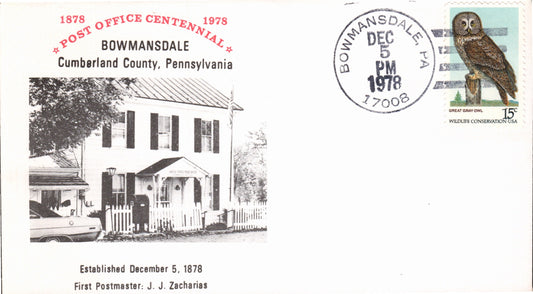 1878 1978
★ POST OFFICE CENTENNIAL ★
BOWMANSDALE
Cumberland County, Pennsylvania
Established December 5, 1878
First Postmaster: J. J. Zacharias
BOWMANSDALE, PA
DEC
5
PM
1978
17008
GREAT GRAY OWL
15c
WILDLIFE CONSERVATION USA